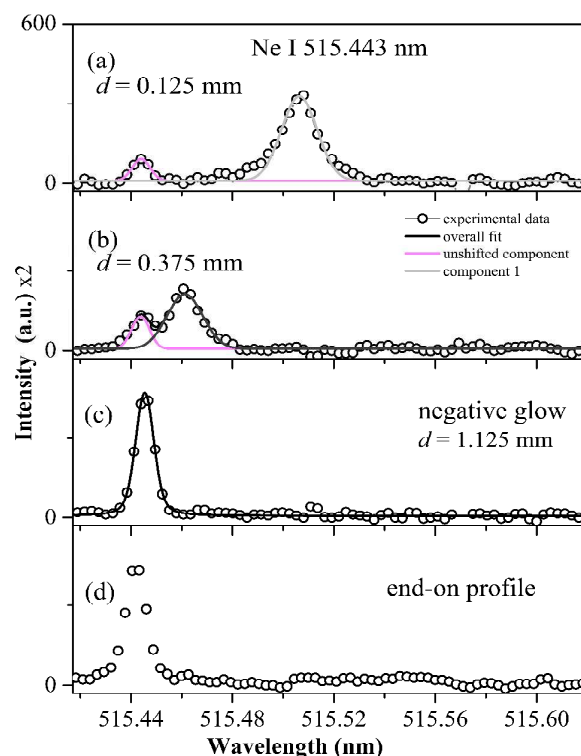 600
(a)
Ne I 515.443 nm
d = 0.125 mm
0
(b)
d = 0.375 mm
experimental data
overall fit
unshifted component
component 1
0
Intensity (a.u.) x2
(c)
negative glow
d = 1.125 mm
0
(d)
end-on profile
0
515.44 515.48 515.52 515.56 515.60
Wavelength (nm)